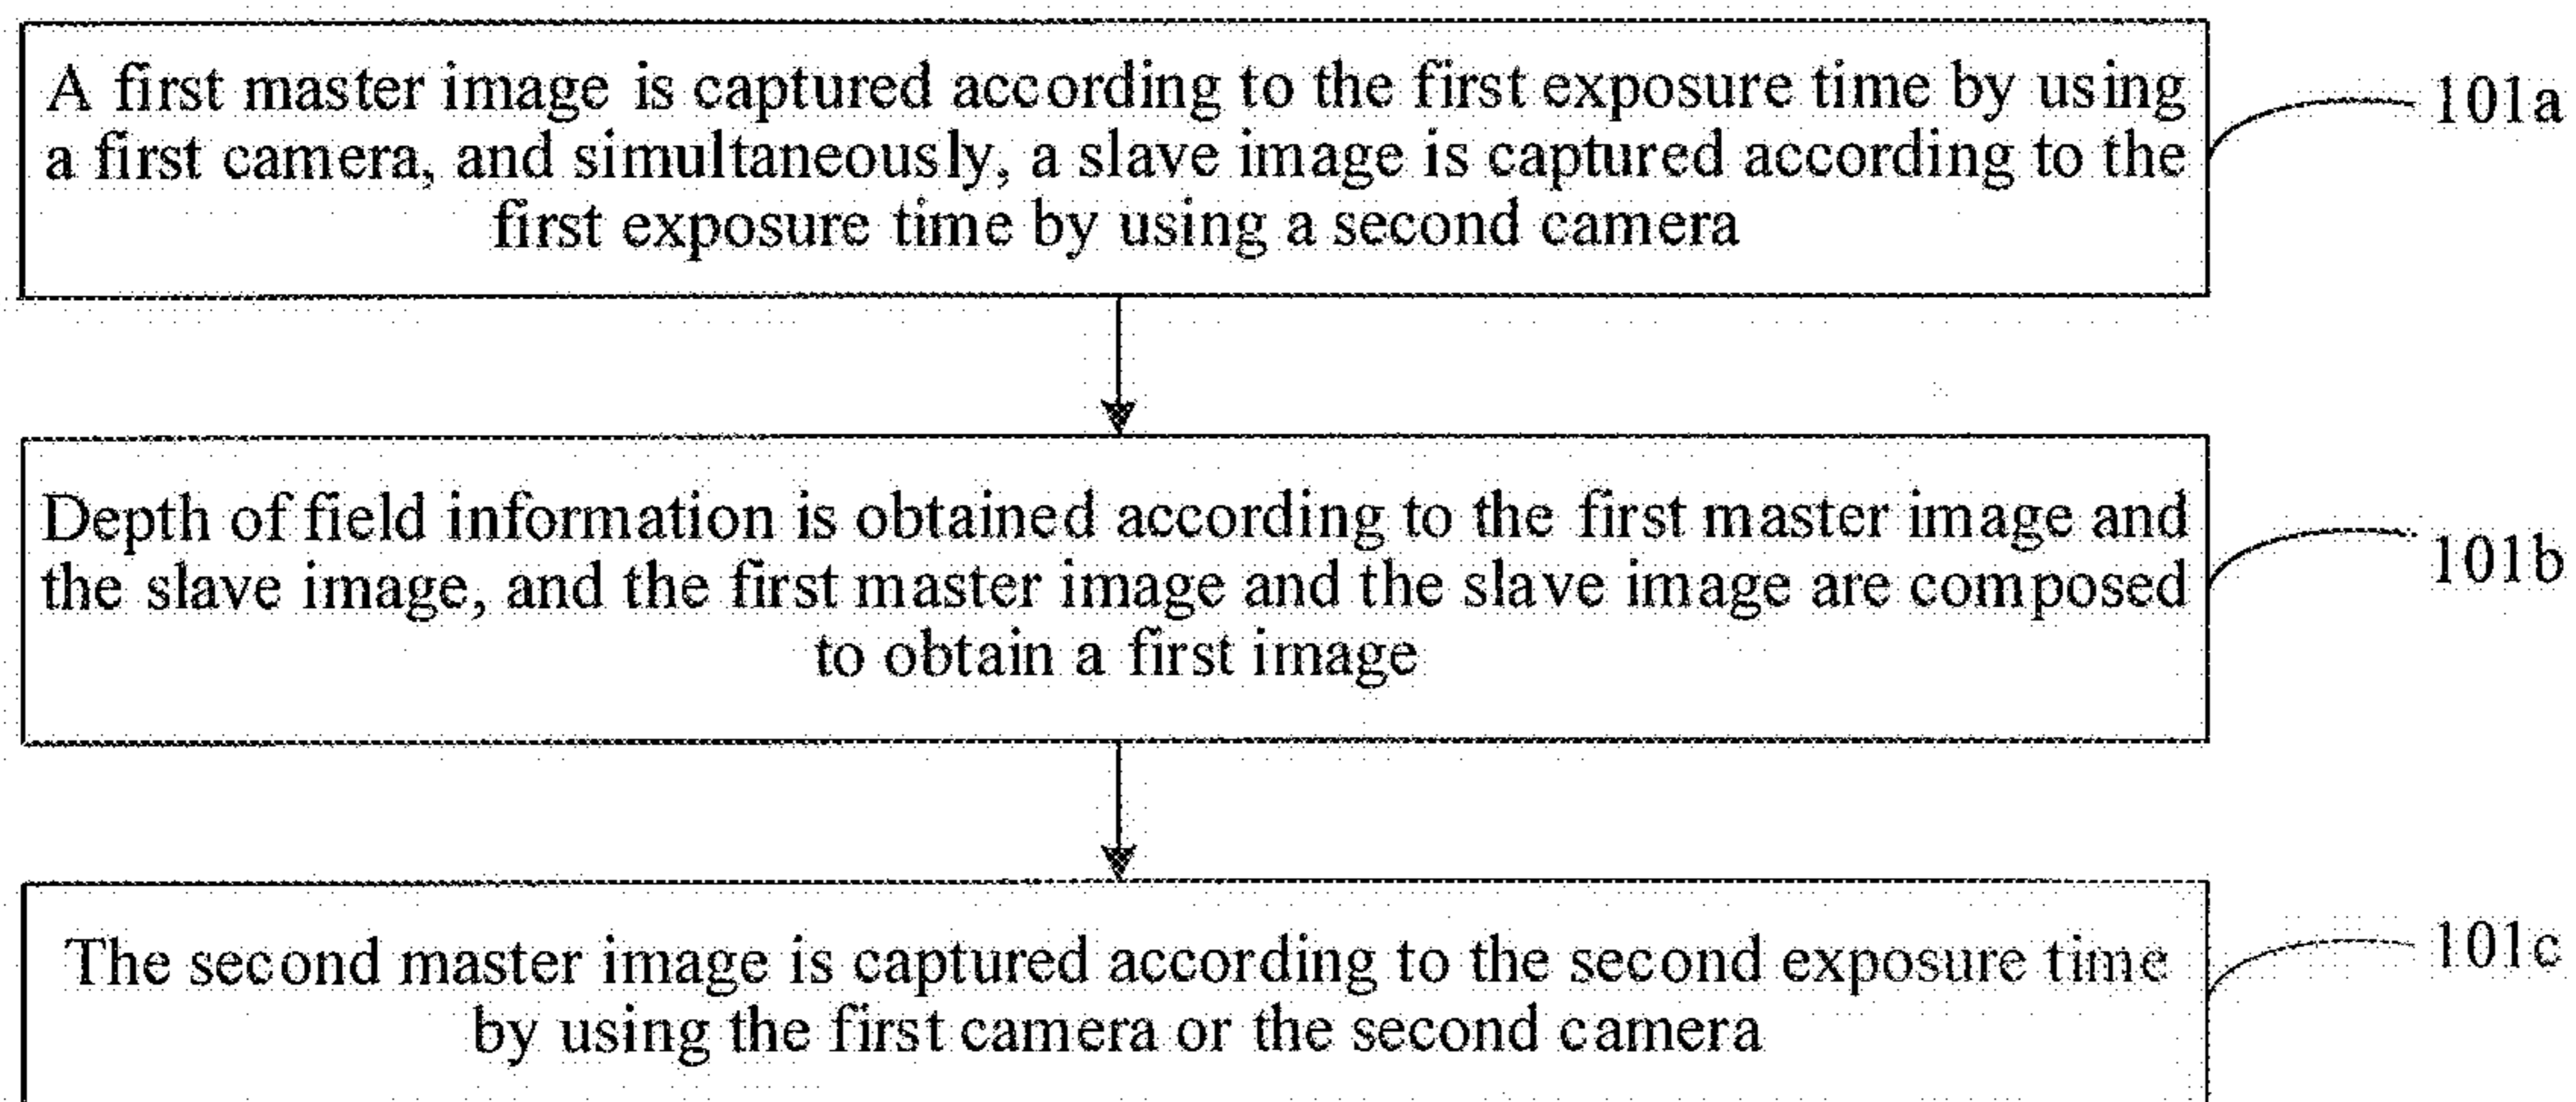 A first master image is captured according to the first exposure time by using
a first camera, and simultaneously, a slave image is captured according to the
first exposure time by using a second camera
101a
Depth of field information is obtained according to the first master image and
the slave image, and the first master image and the slave image are composed
to obtain a first image
101b
The second master image is captured according to the second exposure time
by using the first camera or the second camera
101c